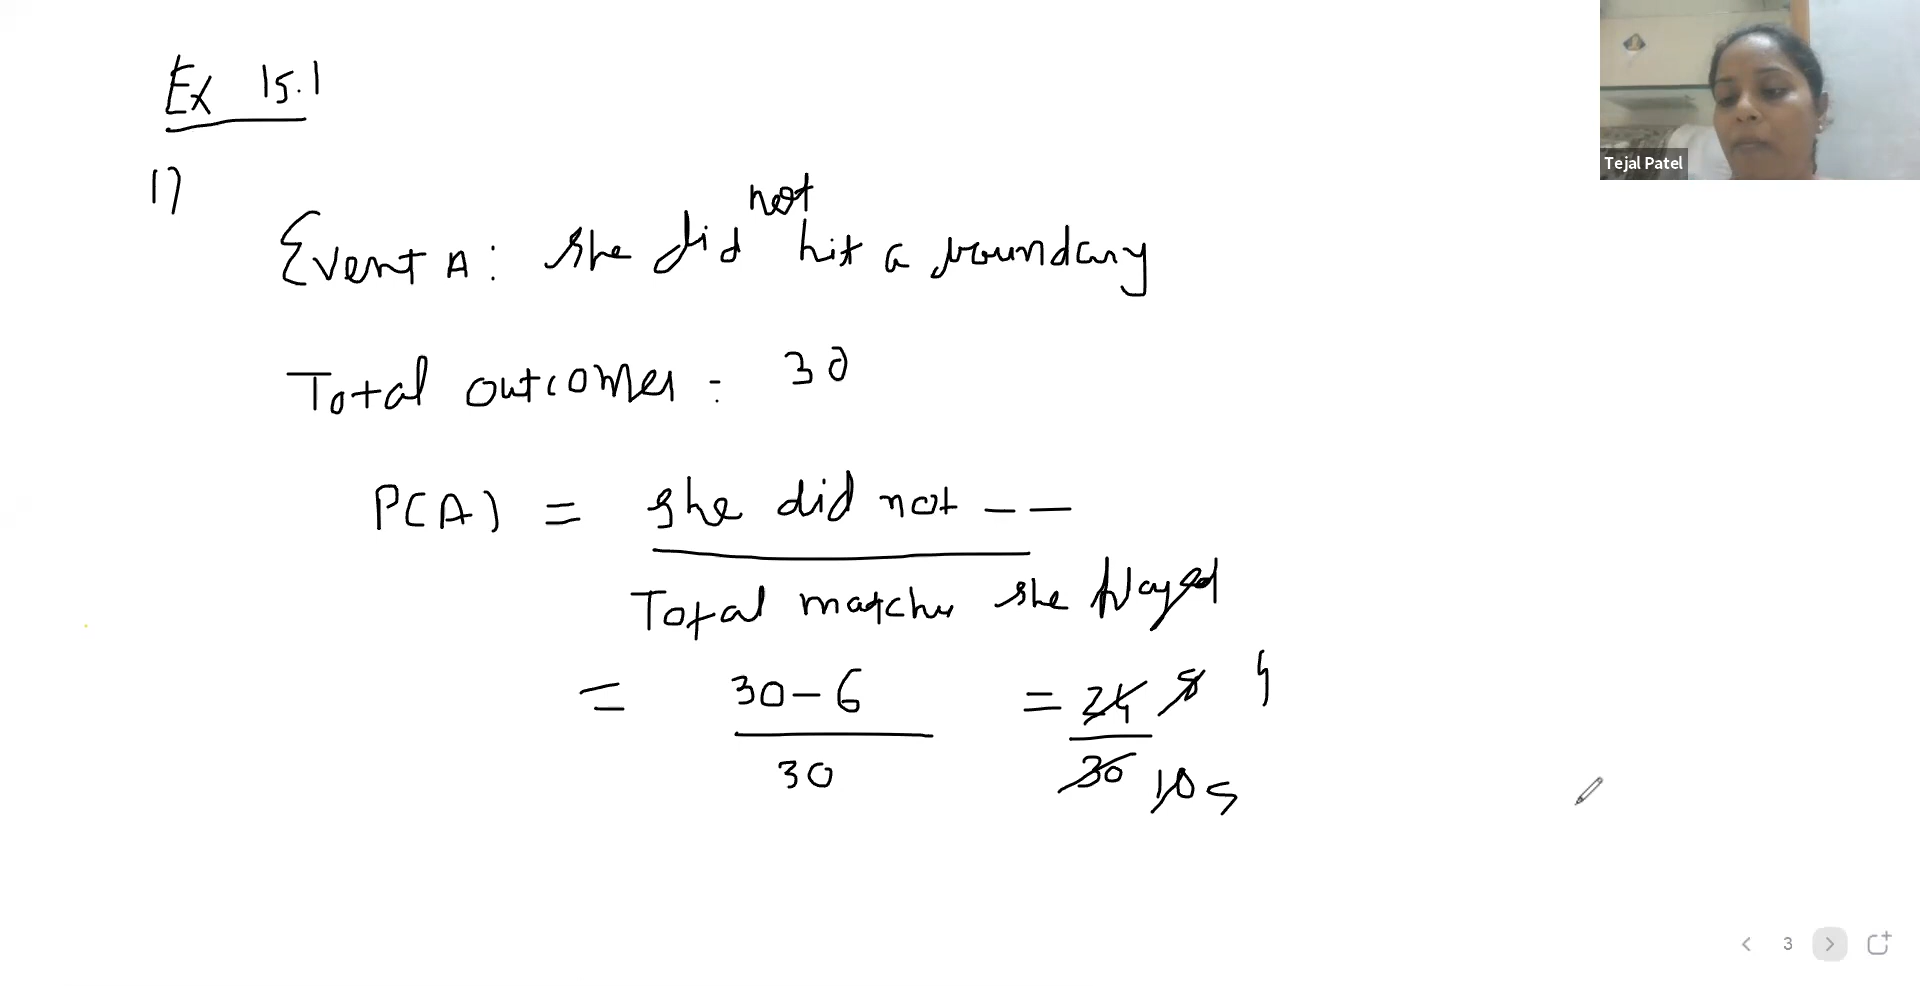 Ex 15.1
Tejal Patel
1)
not
Event A: she did hit a boundary
Total outcomes = 30
P(A) = she did not --
Total matches she played
= 30-6 = 24 8 4
30 30 10 5
3